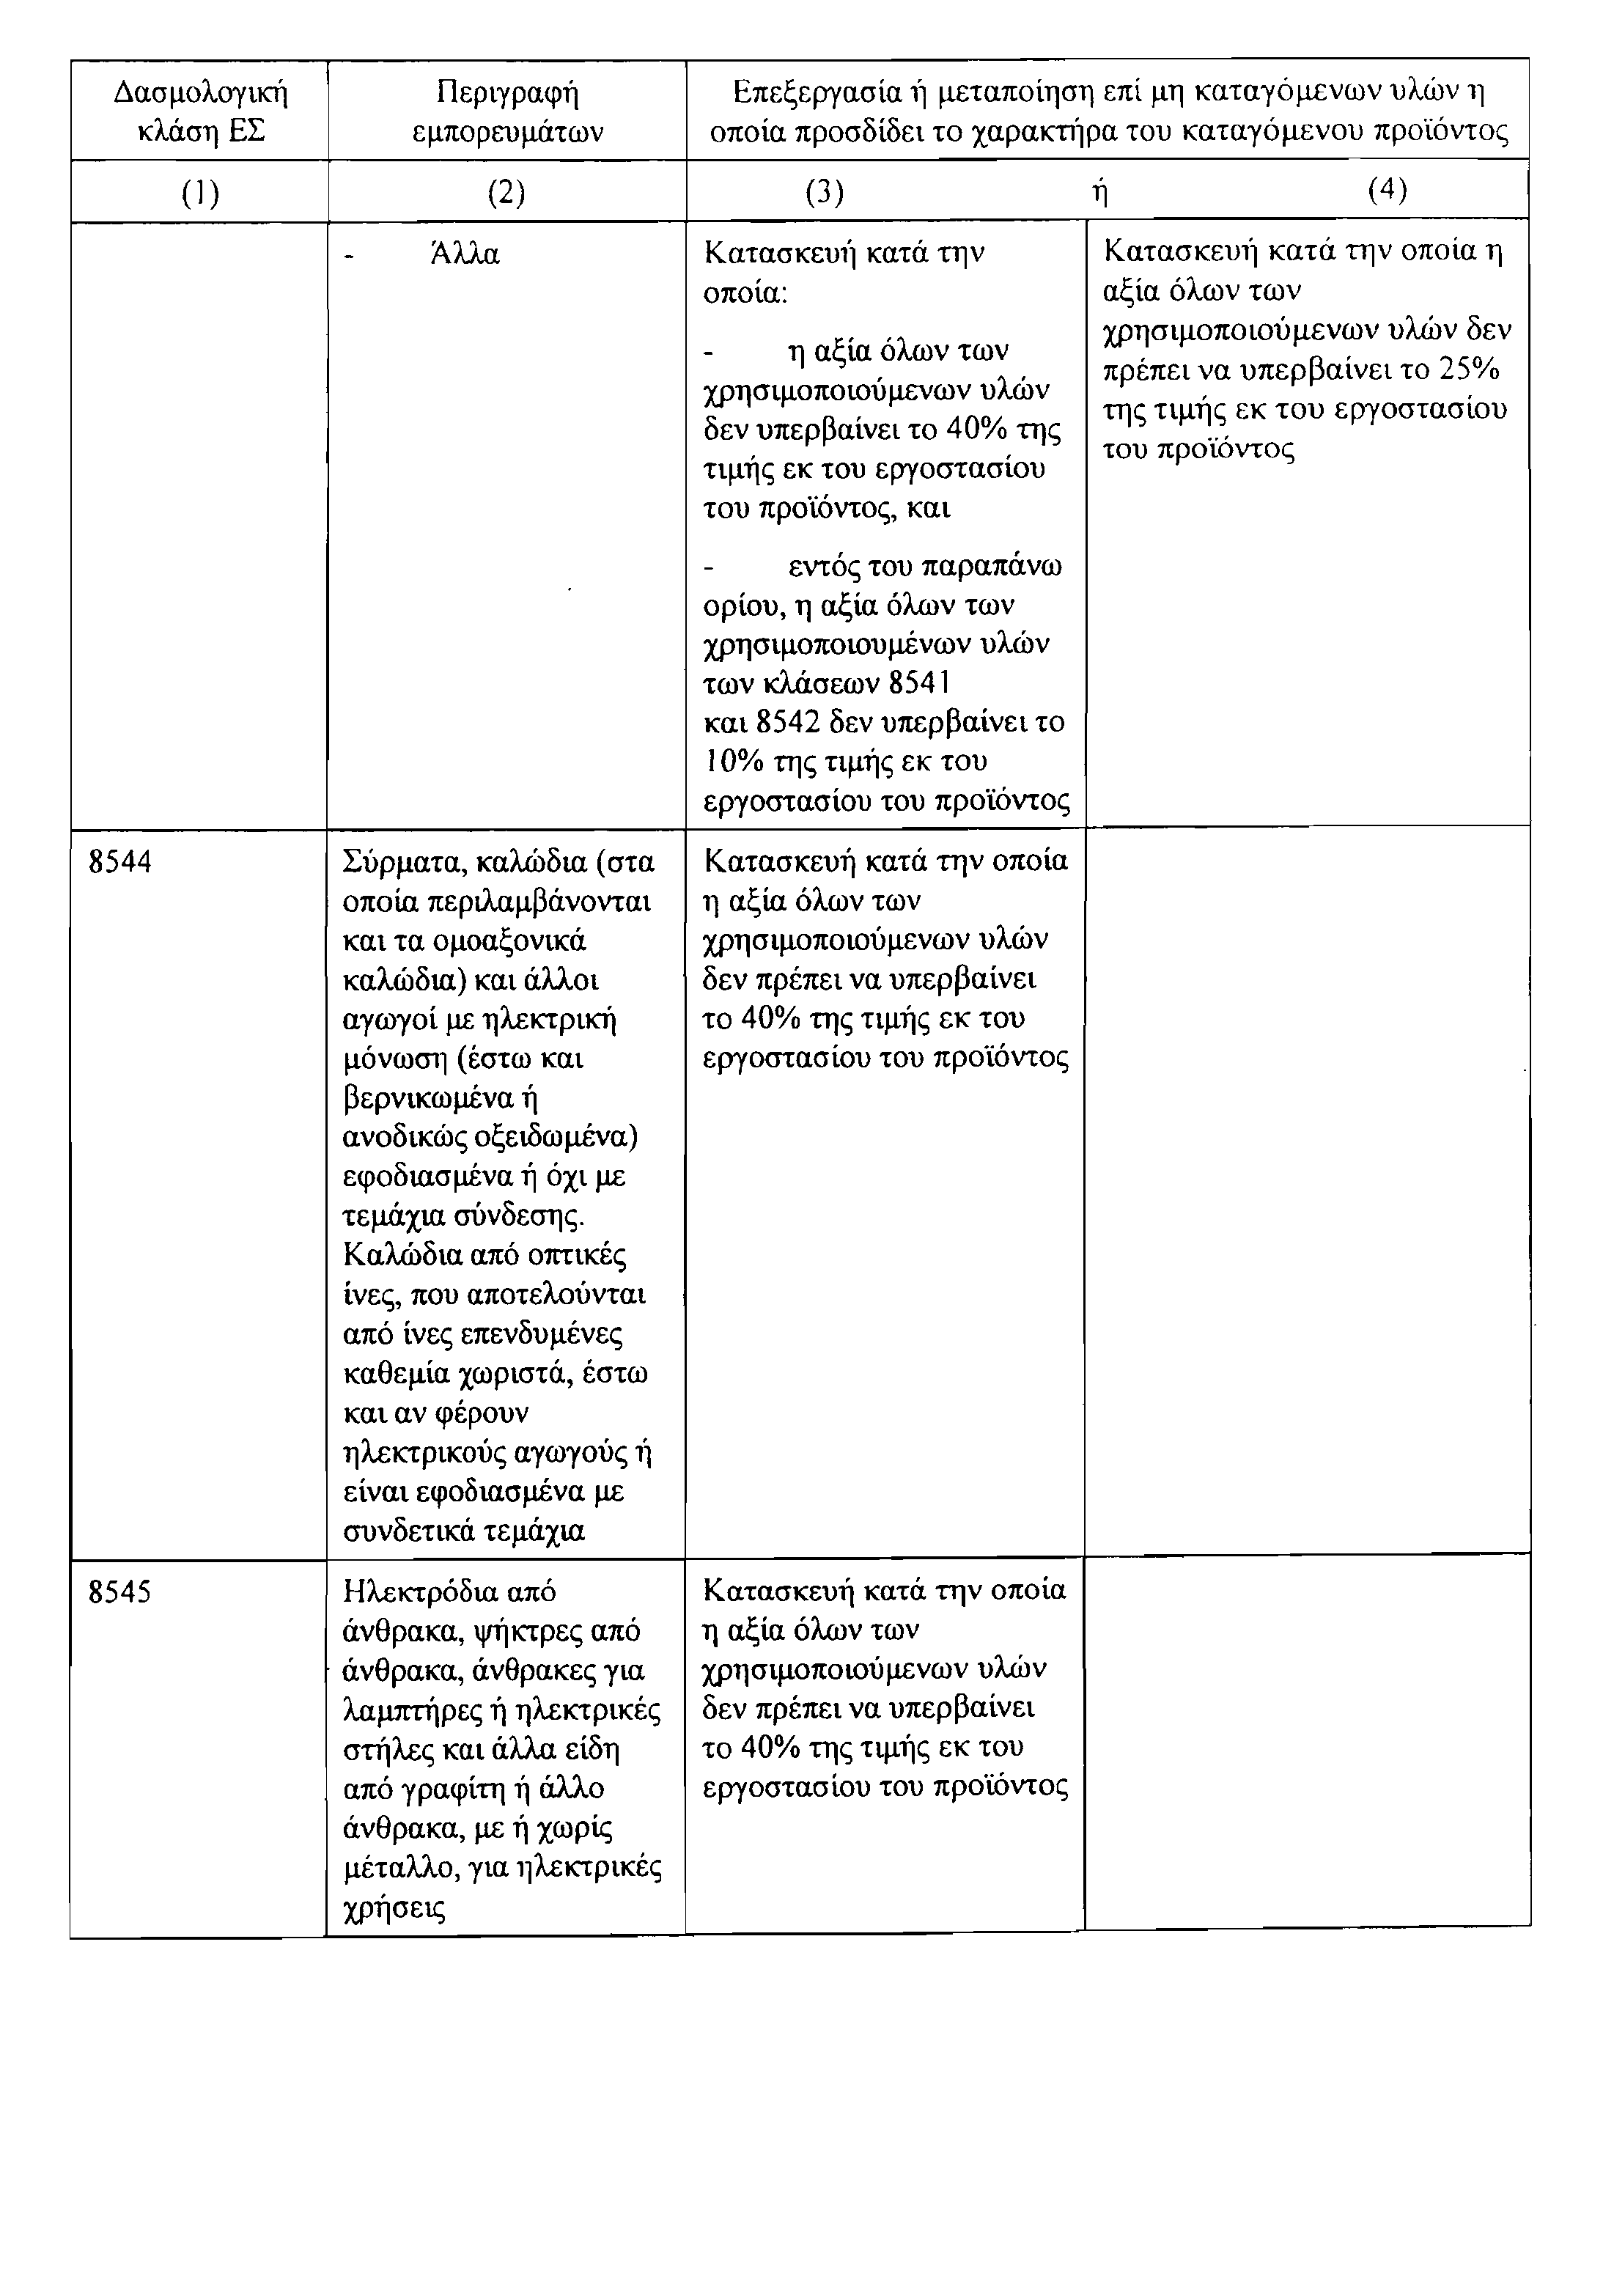 Δασμολογική
κλάση ΕΣ
Περιγραφή
εμπορευμάτων
Επεξεργασία ή μεταποίηση επί μη καταγόμενων υλών η
οποία προσδίδει το χαρακτήρα του καταγόμενου προϊόντος
(1)
(2)
(3) ή (4)
- Άλλα
Κατασκευή κατά την
οποία:
- η αξία όλων των
χρησιμοποιούμενων υλών
δεν υπερβαίνει το 40% της
τιμής εκ του εργοστασίου
του προϊόντος, και
- εντός του παραπάνω
ορίου, η αξία όλων των
χρησιμοποιουμένων υλών
των κλάσεων 8541
και 8542 δεν υπερβαίνει το
10% της τιμής εκ του
εργοστασίου του προϊόντος
Κατασκευή κατά την οποία η
αξία όλων των
χρησιμοποιούμενων υλών δεν
πρέπει να υπερβαίνει το 25%
της τιμής εκ του εργοστασίου
του προϊόντος
8544
Σύρματα, καλώδια (στα
οποία περιλαμβάνονται
και τα ομοαξονικά
καλώδια) και άλλοι
αγωγοί με ηλεκτρική
μόνωση (έστω και
βερνικωμένα ή
ανοδικώς οξειδωμένα)
εφοδιασμένα ή όχι με
τεμάχια σύνδεσης.
Καλώδια από οπτικές
ίνες, που αποτελούνται
από ίνες επενδυμένες
καθεμία χωριστά, έστω
και αν φέρουν
ηλεκτρικούς αγωγούς ή
είναι εφοδιασμένα με
συνδετικά τεμάχια
Κατασκευή κατά την οποία
η αξία όλων των
χρησιμοποιούμενων υλών
δεν πρέπει να υπερβαίνει
το 40% της τιμής εκ του
εργοστασίου του προϊόντος
8545
Ηλεκτρόδια από
άνθρακα, ψήκτρες από
άνθρακα, άνθρακες για
λαμπτήρες ή ηλεκτρικές
στήλες και άλλα είδη
από γραφίτη ή άλλο
άνθρακα, με ή χωρίς
μέταλλο, για ηλεκτρικές
χρήσεις
Κατασκευή κατά την οποία
η αξία όλων των
χρησιμοποιούμενων υλών
δεν πρέπει να υπερβαίνει
το 40% της τιμής εκ του
εργοστασίου του προϊόντος